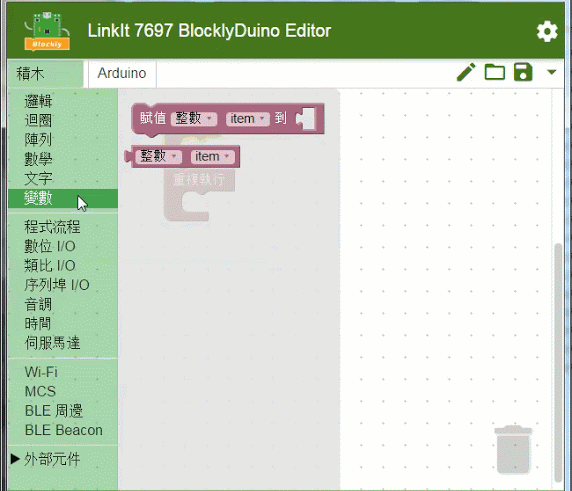 Blockly
LinkIt 7697 BlocklyDuino Editor
積木
Arduino
邏輯
迴圈
陣列
數學
文字
變數
程式流程
數位 I/O
類比 I/O
序列埠 I/O
音調
時間
伺服馬達
Wi-Fi
MCS
BLE 周邊
BLE Beacon
外部元件
賦值 整數 item 到
整數 item
重複執行